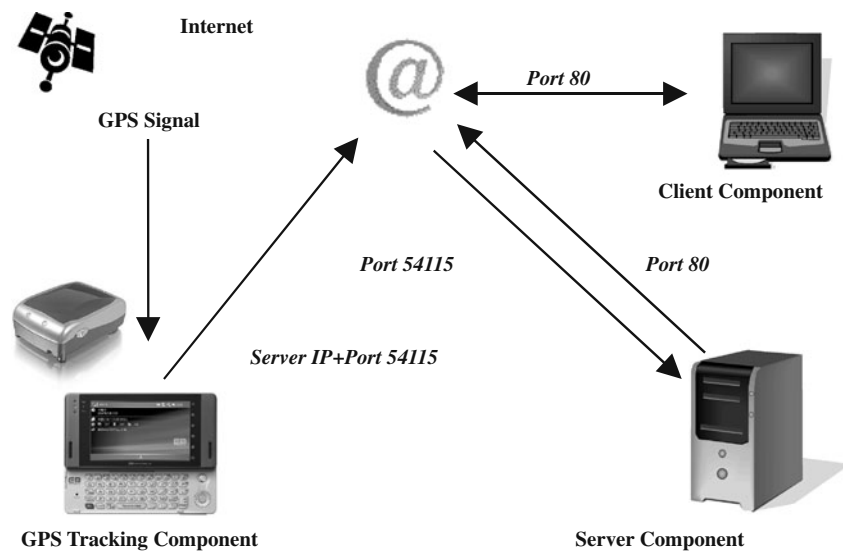 Internet
@
Port 80
GPS Signal
Client Component
Port 54115
Port 80
Server IP+Port 54115
GPS Tracking Component
Server Component